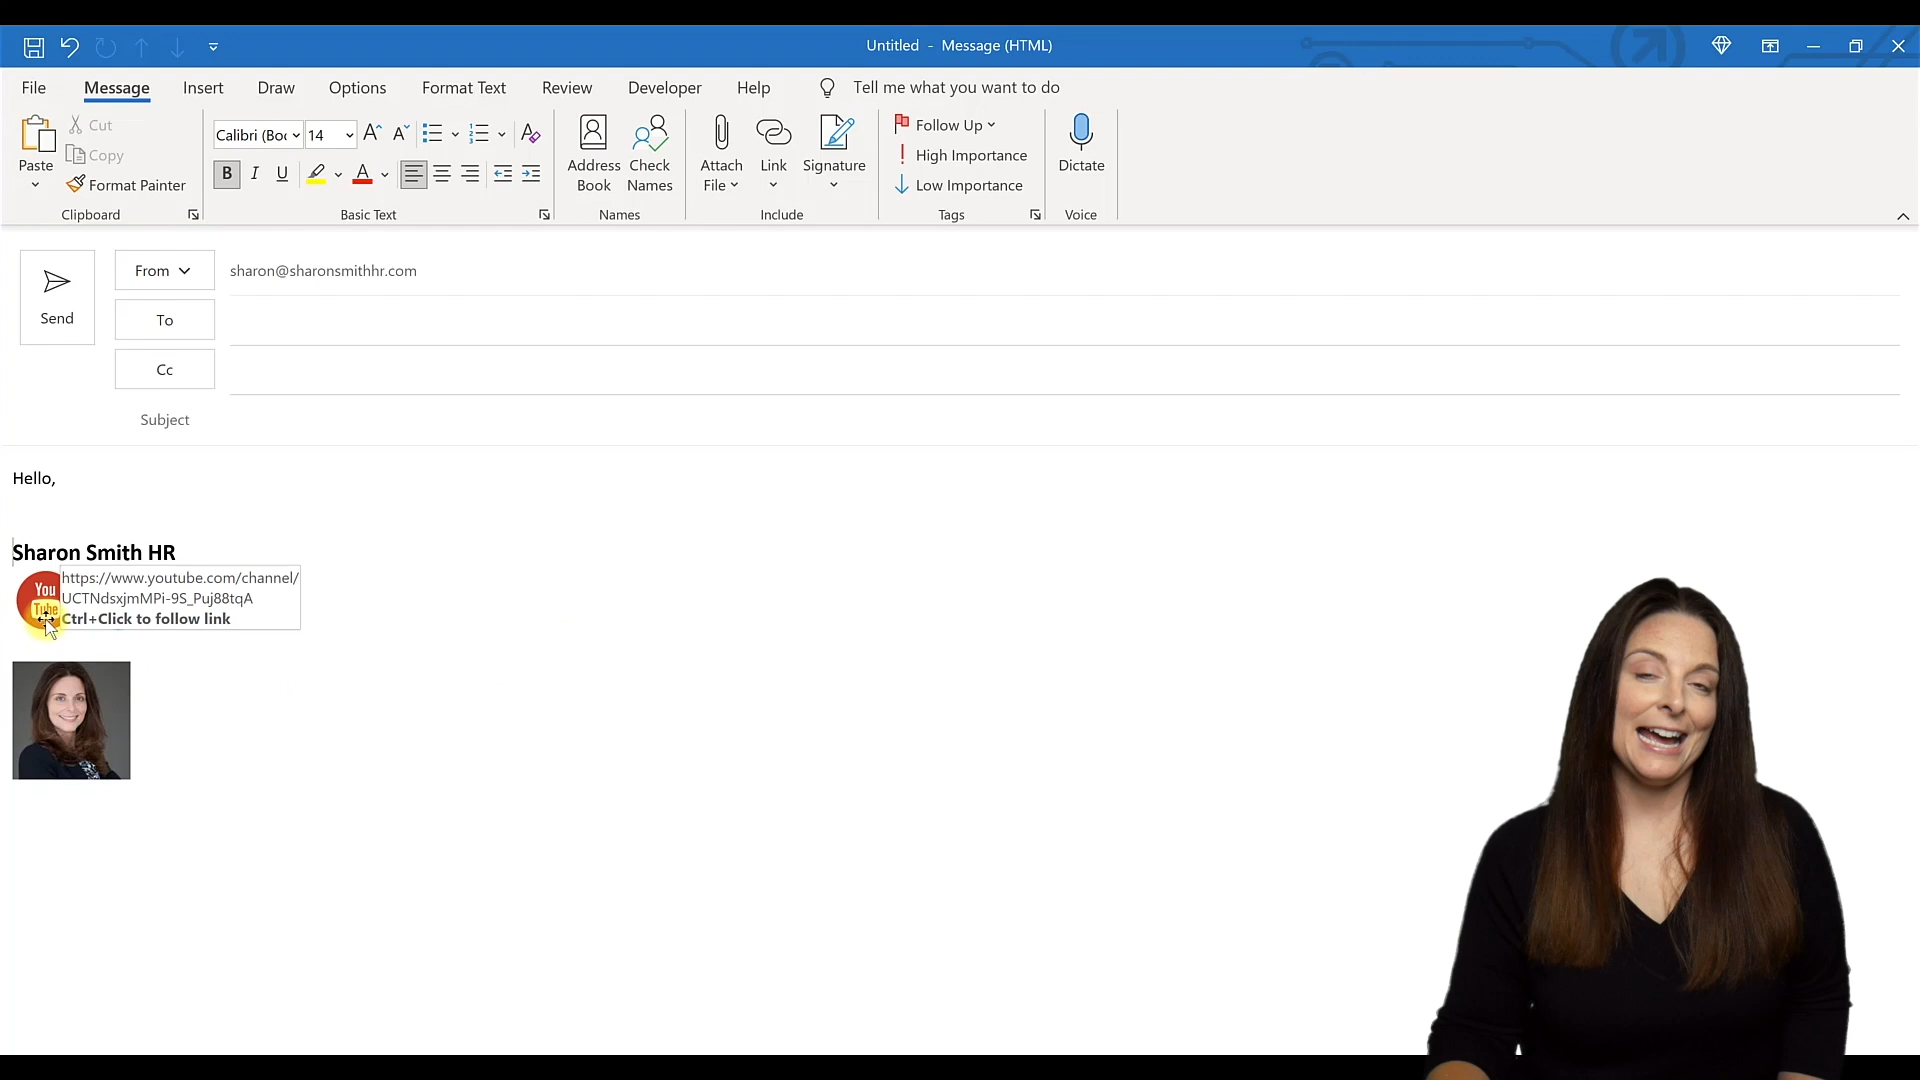 Untitled - Message (HTML)
File Message Insert Draw Options Format Text Review Developer Help Tell me what you want to do
Paste
Cut
Copy
Format Painter
Clipboard
Calibri (Boo 14
B I U A
Basic Text
Address Book
Check Names
Names
Attach File
Link
Signature
Include
Follow Up
High Importance
Low Importance
Tags
Dictate
Voice
Send
From sharon@sharonsmithhr.com
To
Cc
Subject
Hello,
Sharon Smith HR
You
Tube
https://www.youtube.com/channel/
UCTNdsxjmMPi-9S_Puj88tqA
Ctrl+Click to follow link